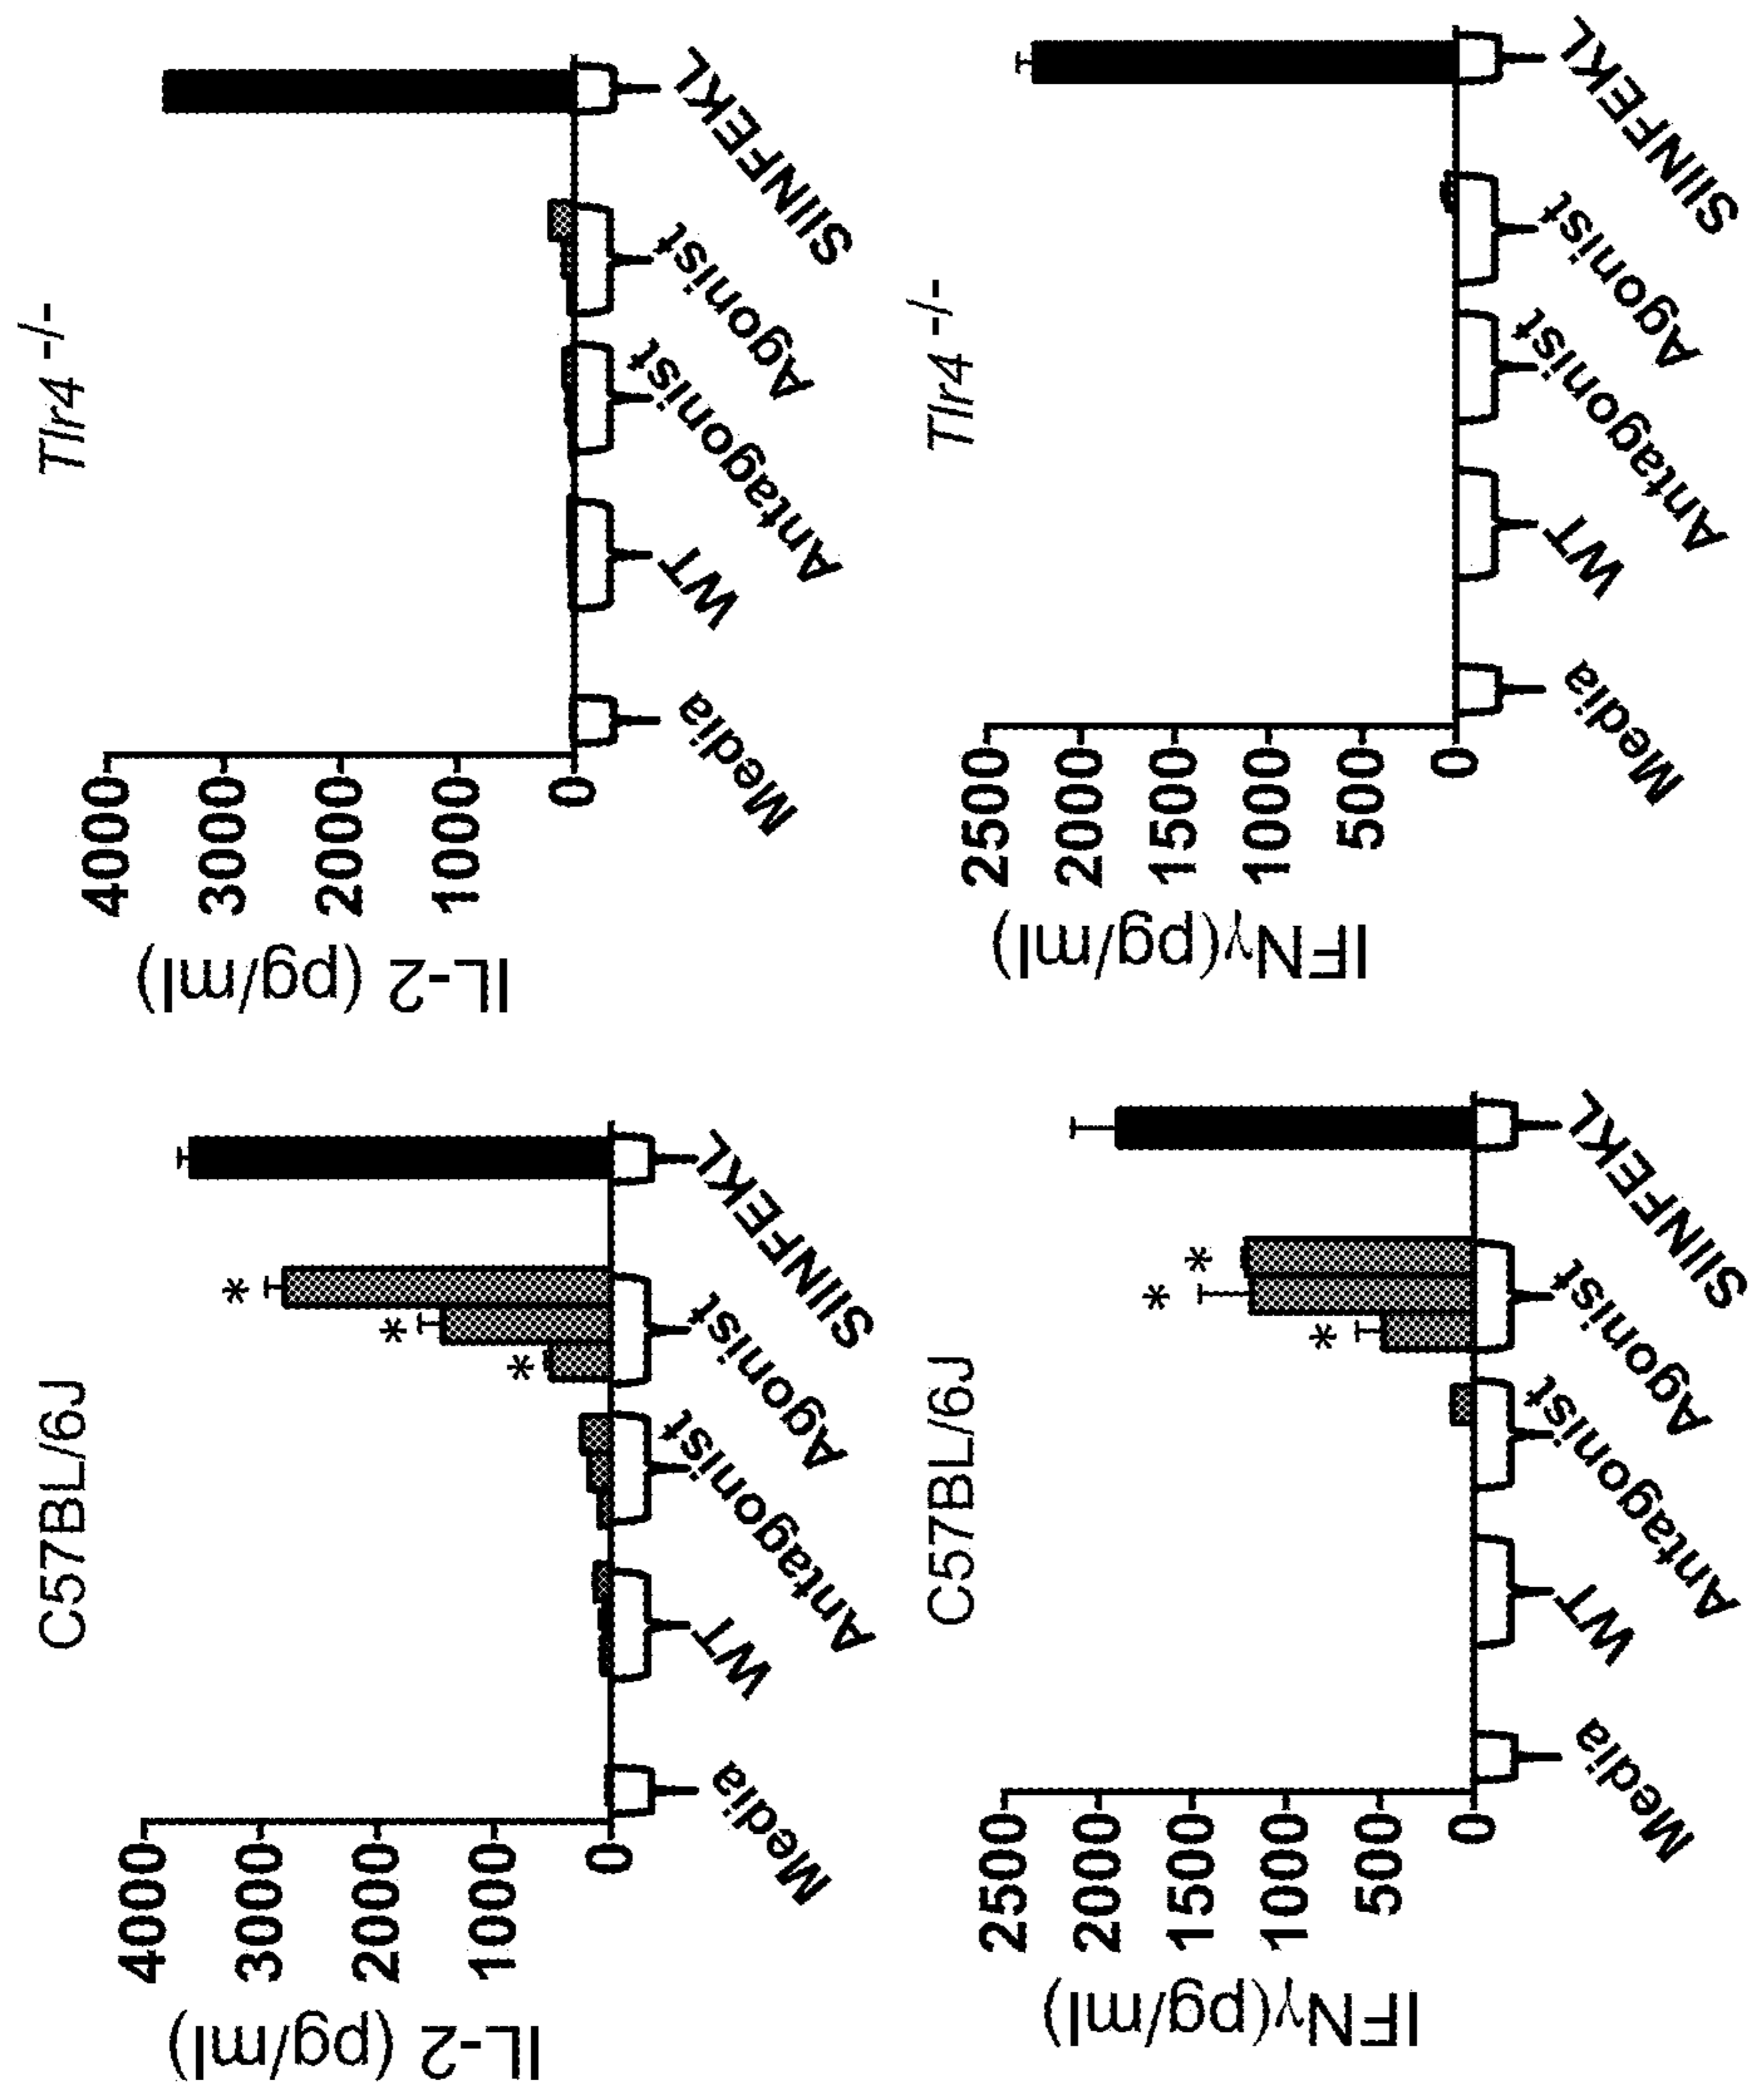 C57BL/6J
IL-2 (pg/ml)
4000
3000
2000
1000
0
*
*
*
Media
WT
Antagonist
Agonist
SIINFEKL
Tlr4 -/-
IL-2 (pg/ml)
4000
3000
2000
1000
0
Media
WT
Antagonist
Agonist
SIINFEKL
C57BL/6J
IFNγ(pg/ml)
2500
2000
1500
1000
500
0
*
*
*
Media
WT
Antagonist
Agonist
SIINFEKL
Tlr4 -/-
IFNγ(pg/ml)
2500
2000
1500
1000
500
0
Media
WT
Antagonist
Agonist
SIINFEKL